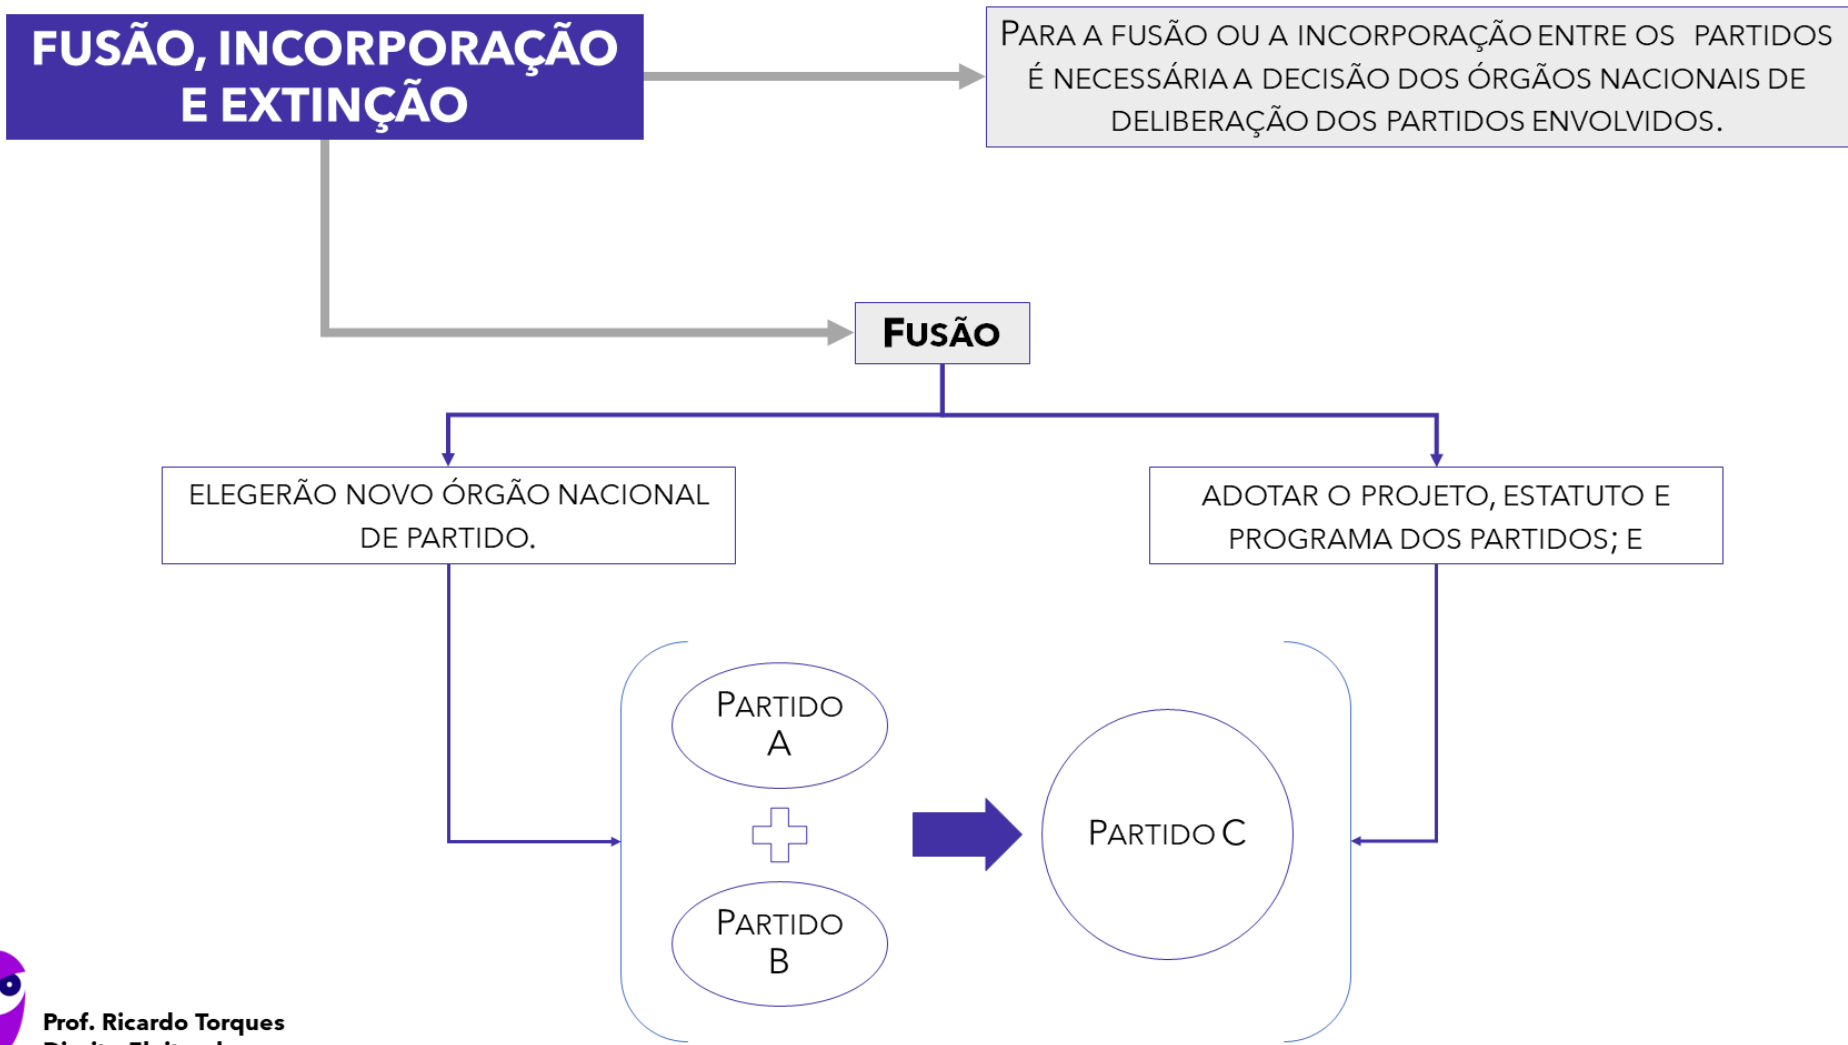 FUSÃO, INCORPORAÇÃO
E EXTINÇÃO
PARA A FUSÃO OU A INCORPORAÇÃO ENTRE OS PARTIDOS
É NECESSÁRIA A DECISÃO DOS ÓRGÃOS NACIONAIS DE
DELIBERAÇÃO DOS PARTIDOS ENVOLVIDOS.
FUSÃO
ELEGERÃO NOVO ÓRGÃO NACIONAL
DE PARTIDO.
ADOTAR O PROJETO, ESTATUTO E
PROGRAMA DOS PARTIDOS; E
PARTIDO
A
PARTIDO C
PARTIDO
B
Prof. Ricardo Torques